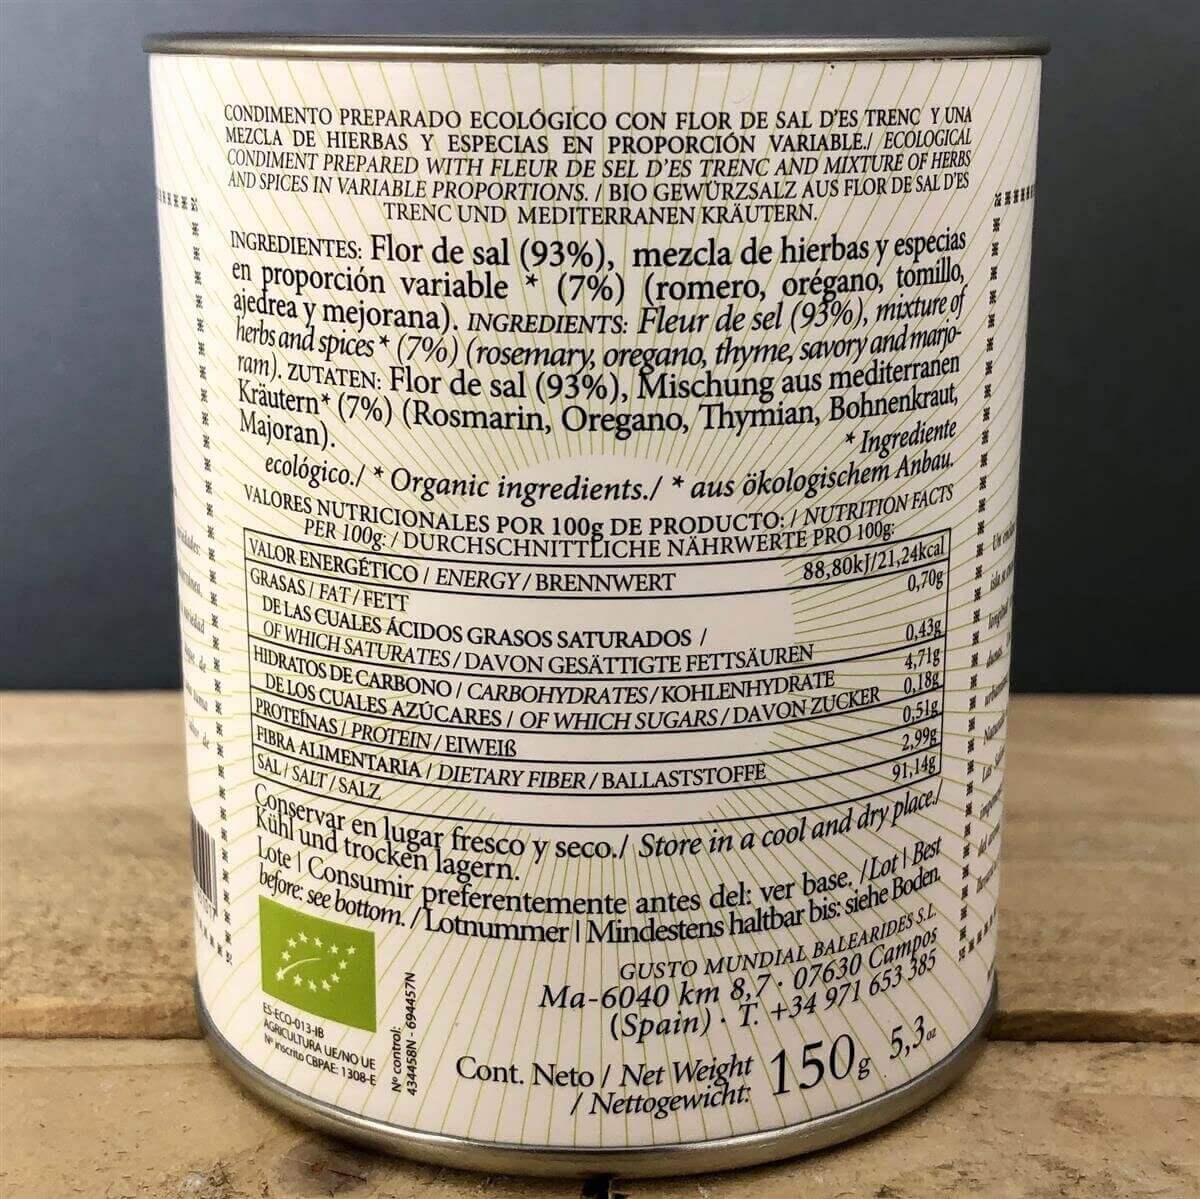 CONDIMENTO PREPARADO ECOLÓGICO CON FLOR DE SAL D'ES TRENC Y UNA
MEZCLA DE HIERBAS Y ESPECIAS EN PROPORCIÓN VARIABLE./ ECOLOGICAL
CONDIMENT PREPARED WITH FLEUR DE SEL D'ES TRENC AND MIXTURE OF HERBS
AND SPICES IN VARIABLE PROPORTIONS. / BIO GEWÜRZSALZ AUS FLOR DE SAL D'ES
TRENC UND MEDITERRANEN KRÄUTERN.
INGREDIENTES: Flor de sal (93%), mezcla de hierbas y especias
en proporción variable * (7%) (romero, orégano, tomillo,
ajedrea y mejorana). INGREDIENTS: Fleur de sel (93%), mixture of
herbs and spices * (7%) (rosemary, oregano, thyme, savory and marjo-
ram). ZUTATEN: Flor de sal (93%), Mischung aus mediterranen
Kräutern* (7%) (Rosmarin, Oregano, Thymian, Bohnenkraut,
Majoran).
* Ingrediente
ecológico./ * Organic ingredients./ * aus ökologischem Anbau.
VALORES NUTRICIONALES POR 100g DE PRODUCTO: / NUTRITION FACTS
PER 100g: / DURCHSCHNITTLICHE NÄHRWERTE PRO 100g:
VALOR ENERGÉTICO / ENERGY / BRENNWERT 88,80kJ/21,24kcal
GRASAS / FAT / FETT 0,70g
DE LAS CUALES ÁCIDOS GRASOS SATURADOS /
OF WHICH SATURATES / DAVON GESÄTTIGTE FETTSÄUREN 0,43g
HIDRATOS DE CARBONO / CARBOHYDRATES / KOHLENHYDRATE 4,71g
DE LOS CUALES AZÚCARES / OF WHICH SUGARS / DAVON ZUCKER 0,18g
PROTEÍNAS / PROTEIN / EIWEIß 0,51g
FIBRA ALIMENTARIA / DIETARY FIBER / BALLASTSTOFFE 2,99g
SAL / SALT / SALZ 91,14g
Conservar en lugar fresco y seco./ Store in a cool and dry place./
Kühl und trocken lagern.
Lote | Consumir preferentemente antes del: ver base. /Lot | Best
before: see bottom. /Lotnummer | Mindestens haltbar bis: siehe Boden.
GUSTO MUNDIAL BALEARIDES S.L.
Ma-6040 km 8,7 · 07630 Campos
(Spain) · T. +34 971 653 385
ES-ECO-013-IB
AGRICULTURA UE/NO UE
Nº inscrito CBPAE: 1308-E
Nº control:
434458N - 694457N
Cont. Neto / Net Weight
/ Nettogewicht: 150g 5,3oz